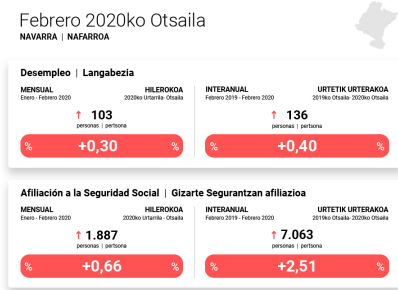 Febrero 2020ko Otsaila
NAVARRA | NAFARROA
Desempleo | Langabezia
MENSUAL HILEROKOA
Enero - Febrero 2020 2020ko Urtarrila- Otsaila
↑ 103
personas | pertsona
% +0,30 %
INTERANUAL URTETIK URTERAKOA
Febrero 2019 - Febrero 2020 2019ko Otsaila- 2020ko Otsaila
↑ 136
personas | pertsona
% +0,40 %
Afiliación a la Seguridad Social | Gizarte Segurantzan afiliazioa
MENSUAL HILEROKOA
Enero - Febrero 2020 2020ko Urtarrila- Otsaila
↑ 1.887
personas | pertsona
% +0,66 %
INTERANUAL URTETIK URTERAKOA
Febrero 2019 - Febrero 2020 2019ko Otsaila- 2020ko Otsaila
↑ 7.063
personas | pertsona
% +2,51 %